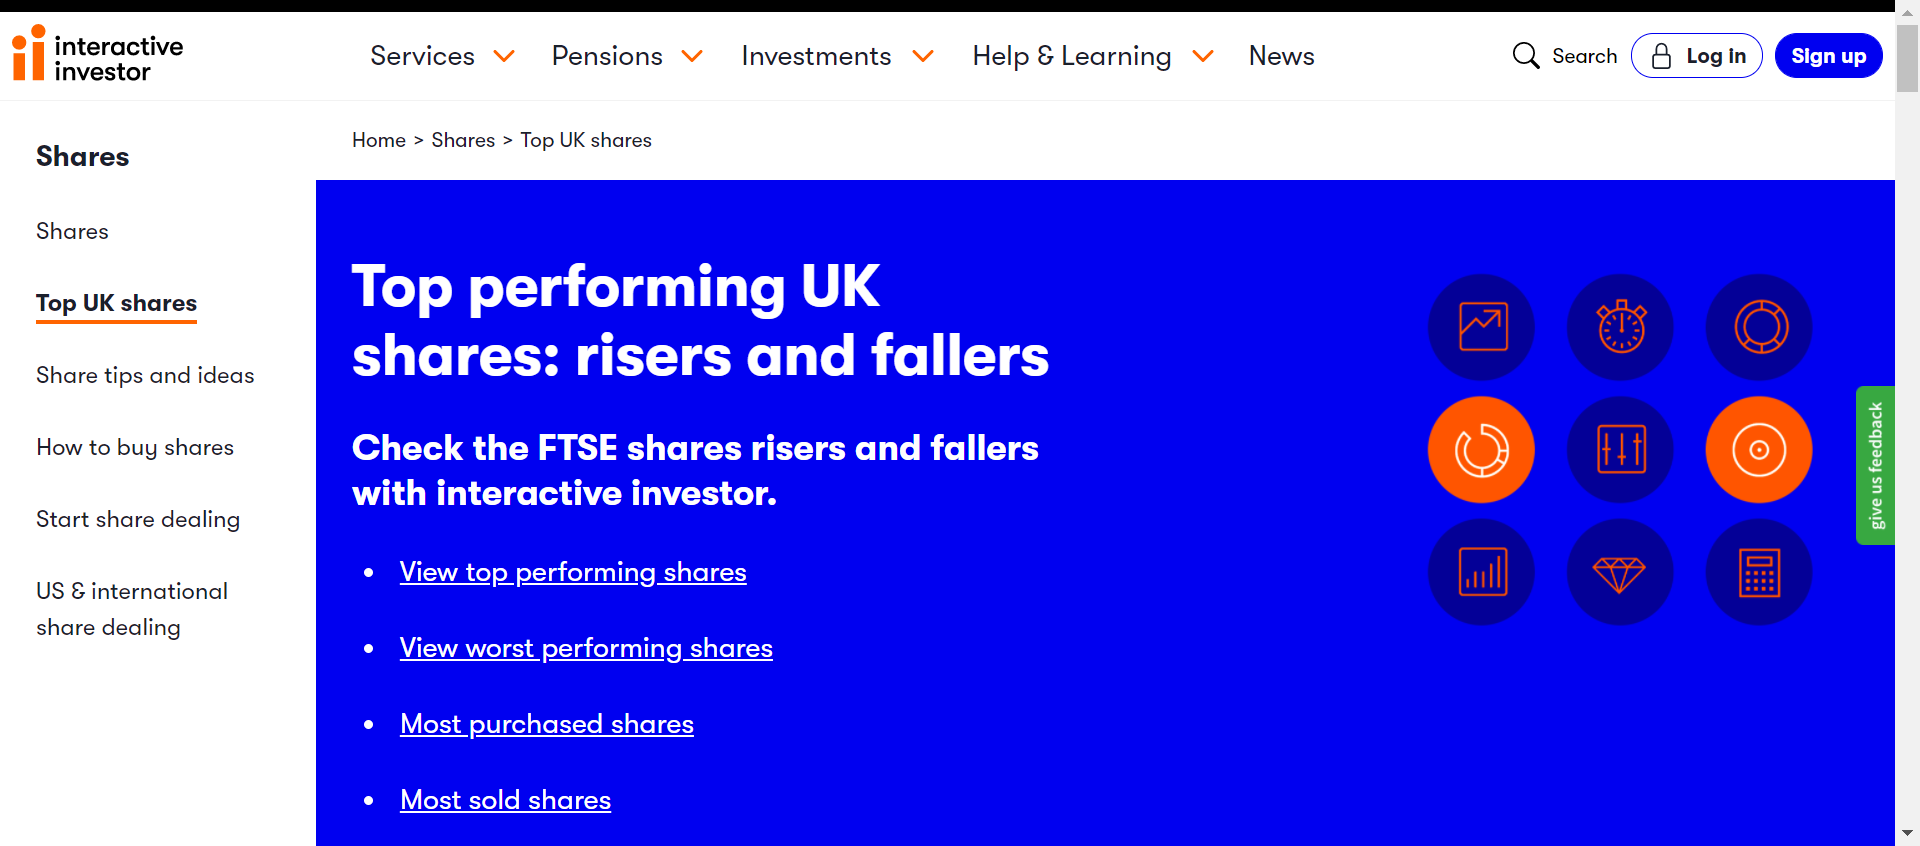 interactive
investor
Services
Pensions
Investments
Help & Learning
News
Search
Log in
Sign up
Shares
Shares
Top UK shares
Share tips and ideas
How to buy shares
Start share dealing
US & international
share dealing
Home > Shares > Top UK shares
Top performing UK
shares: risers and fallers
Check the FTSE shares risers and fallers
with interactive investor.
• View top performing shares
• View worst performing shares
• Most purchased shares
• Most sold shares
give us feedback